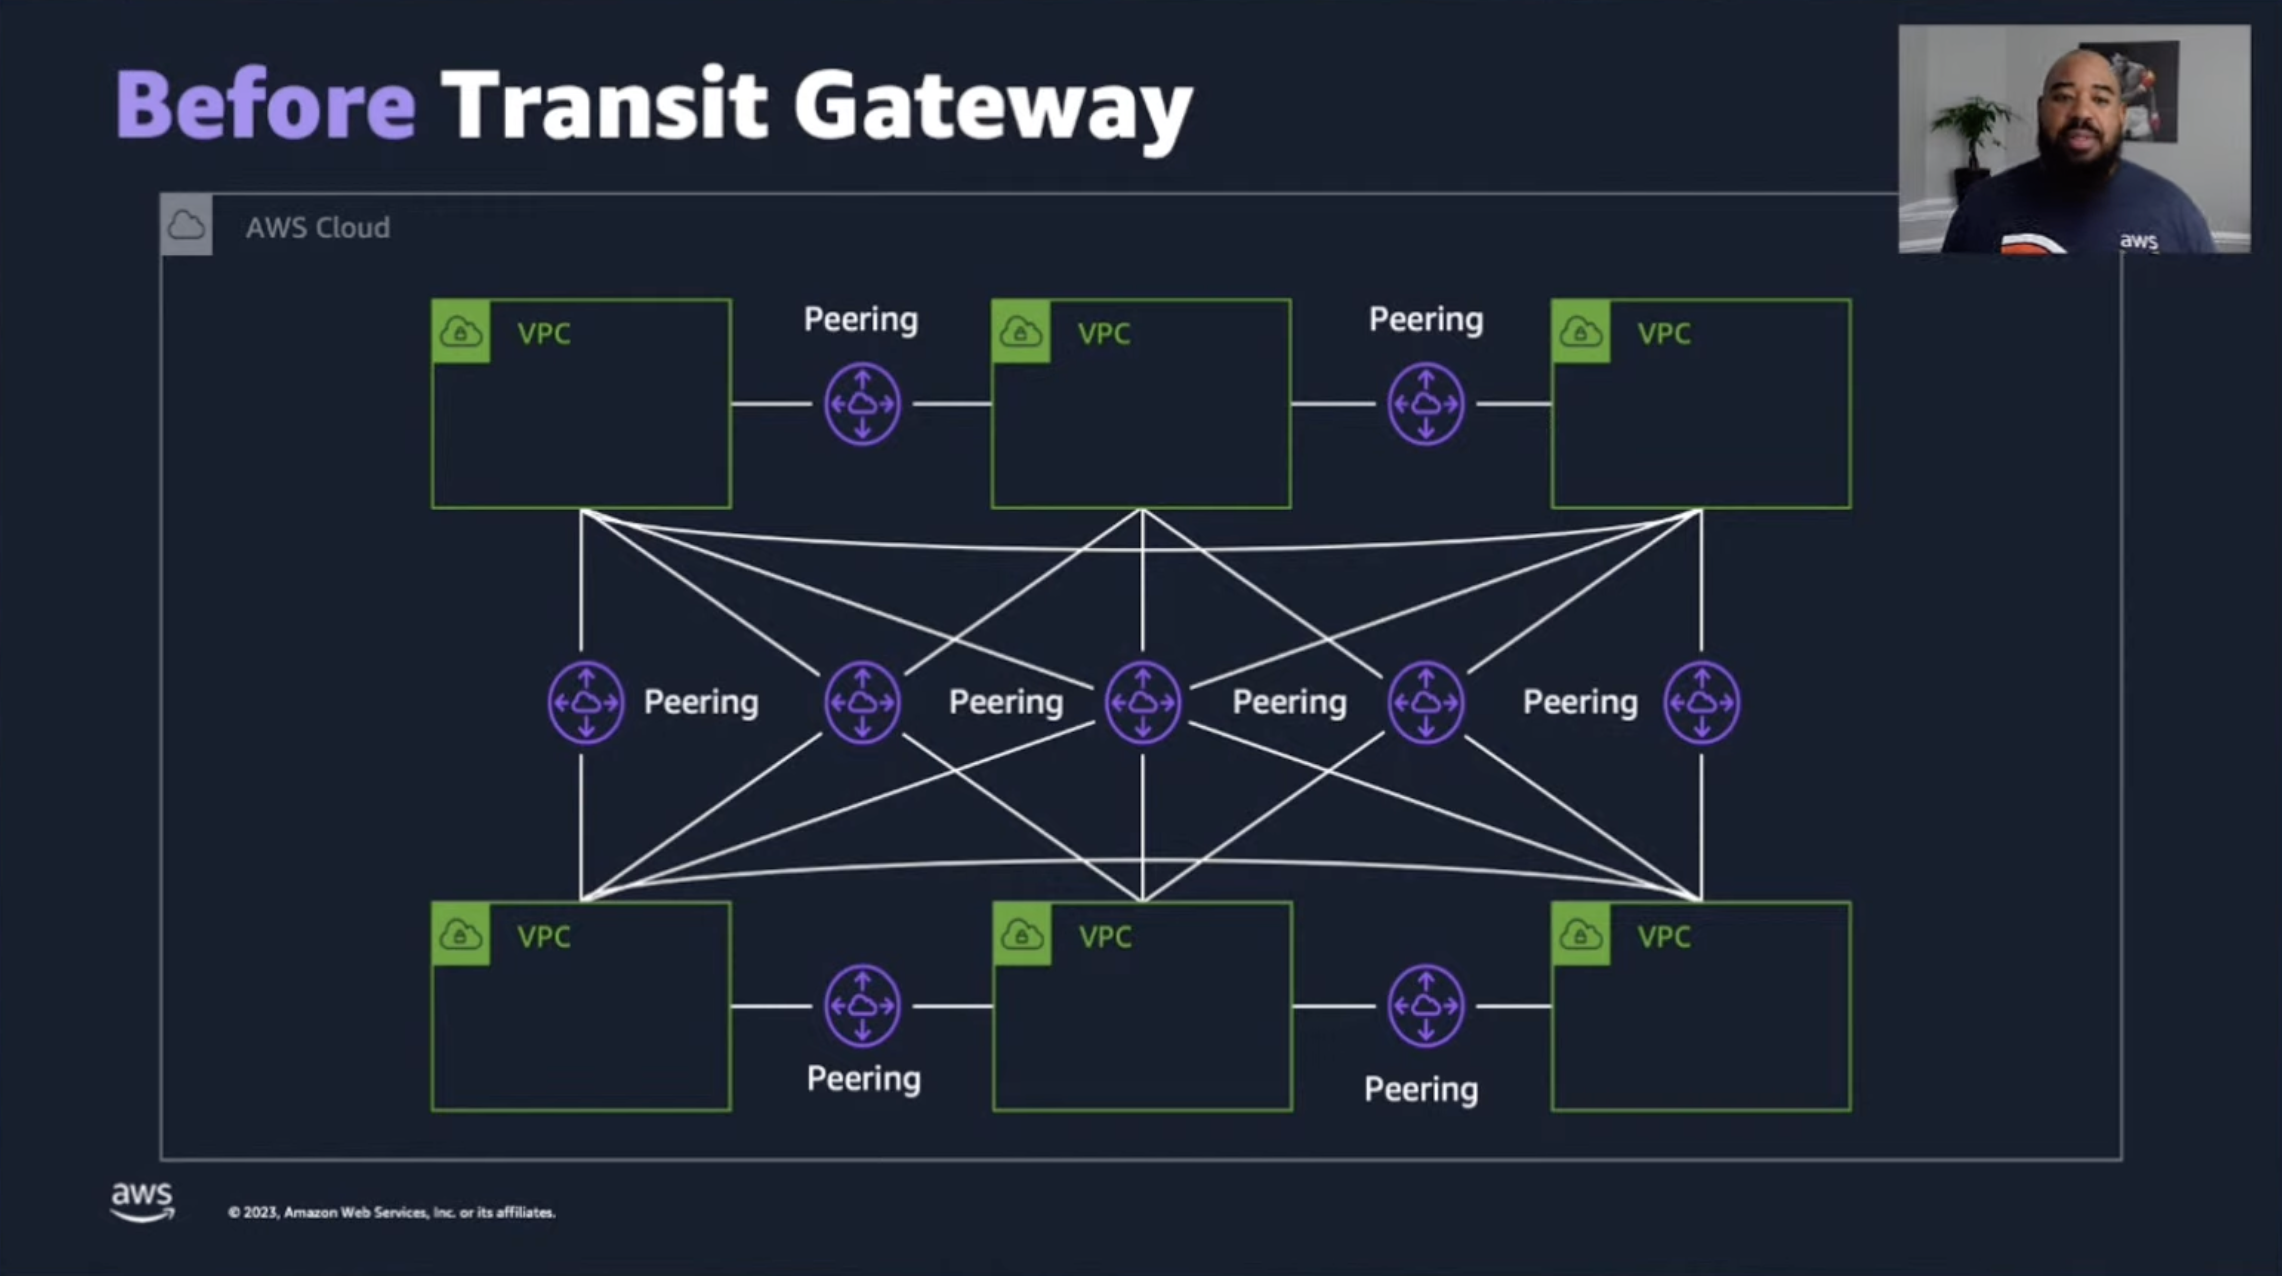 Before Transit Gateway
aws
AWS Cloud
Peering
Peering
VPC
VPC
VPC
Peering
Peering
Peering
Peering
VPC
VPC
VPC
Peering
Peering
aws
© 2023, Amazon Web Services, Inc. or its affiliates.